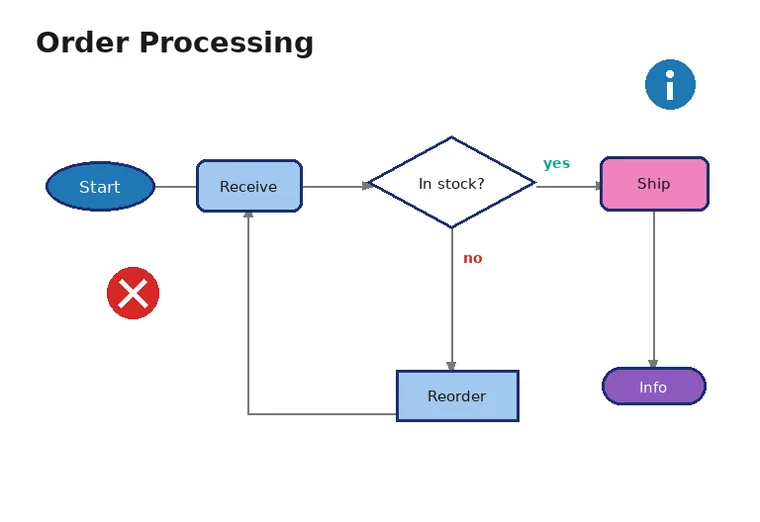 Order Processing
Start
Receive
In stock?
yes
Ship
no
Reorder
Info